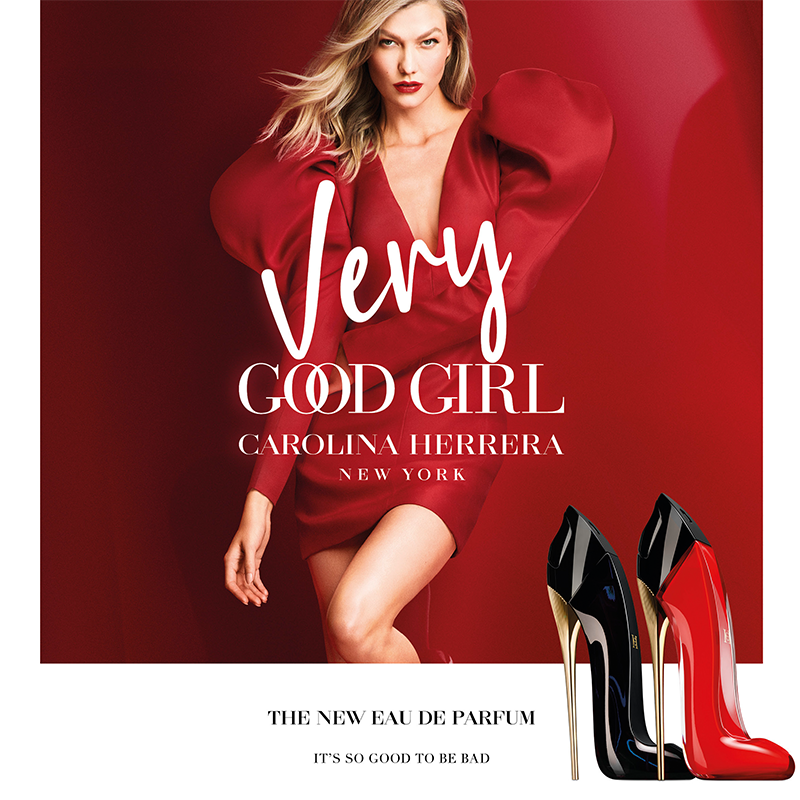 Very
GOOD GIRL
CAROLINA HERRERA
NEW YORK
THE NEW EAU DE PARFUM
IT'S SO GOOD TO BE BAD